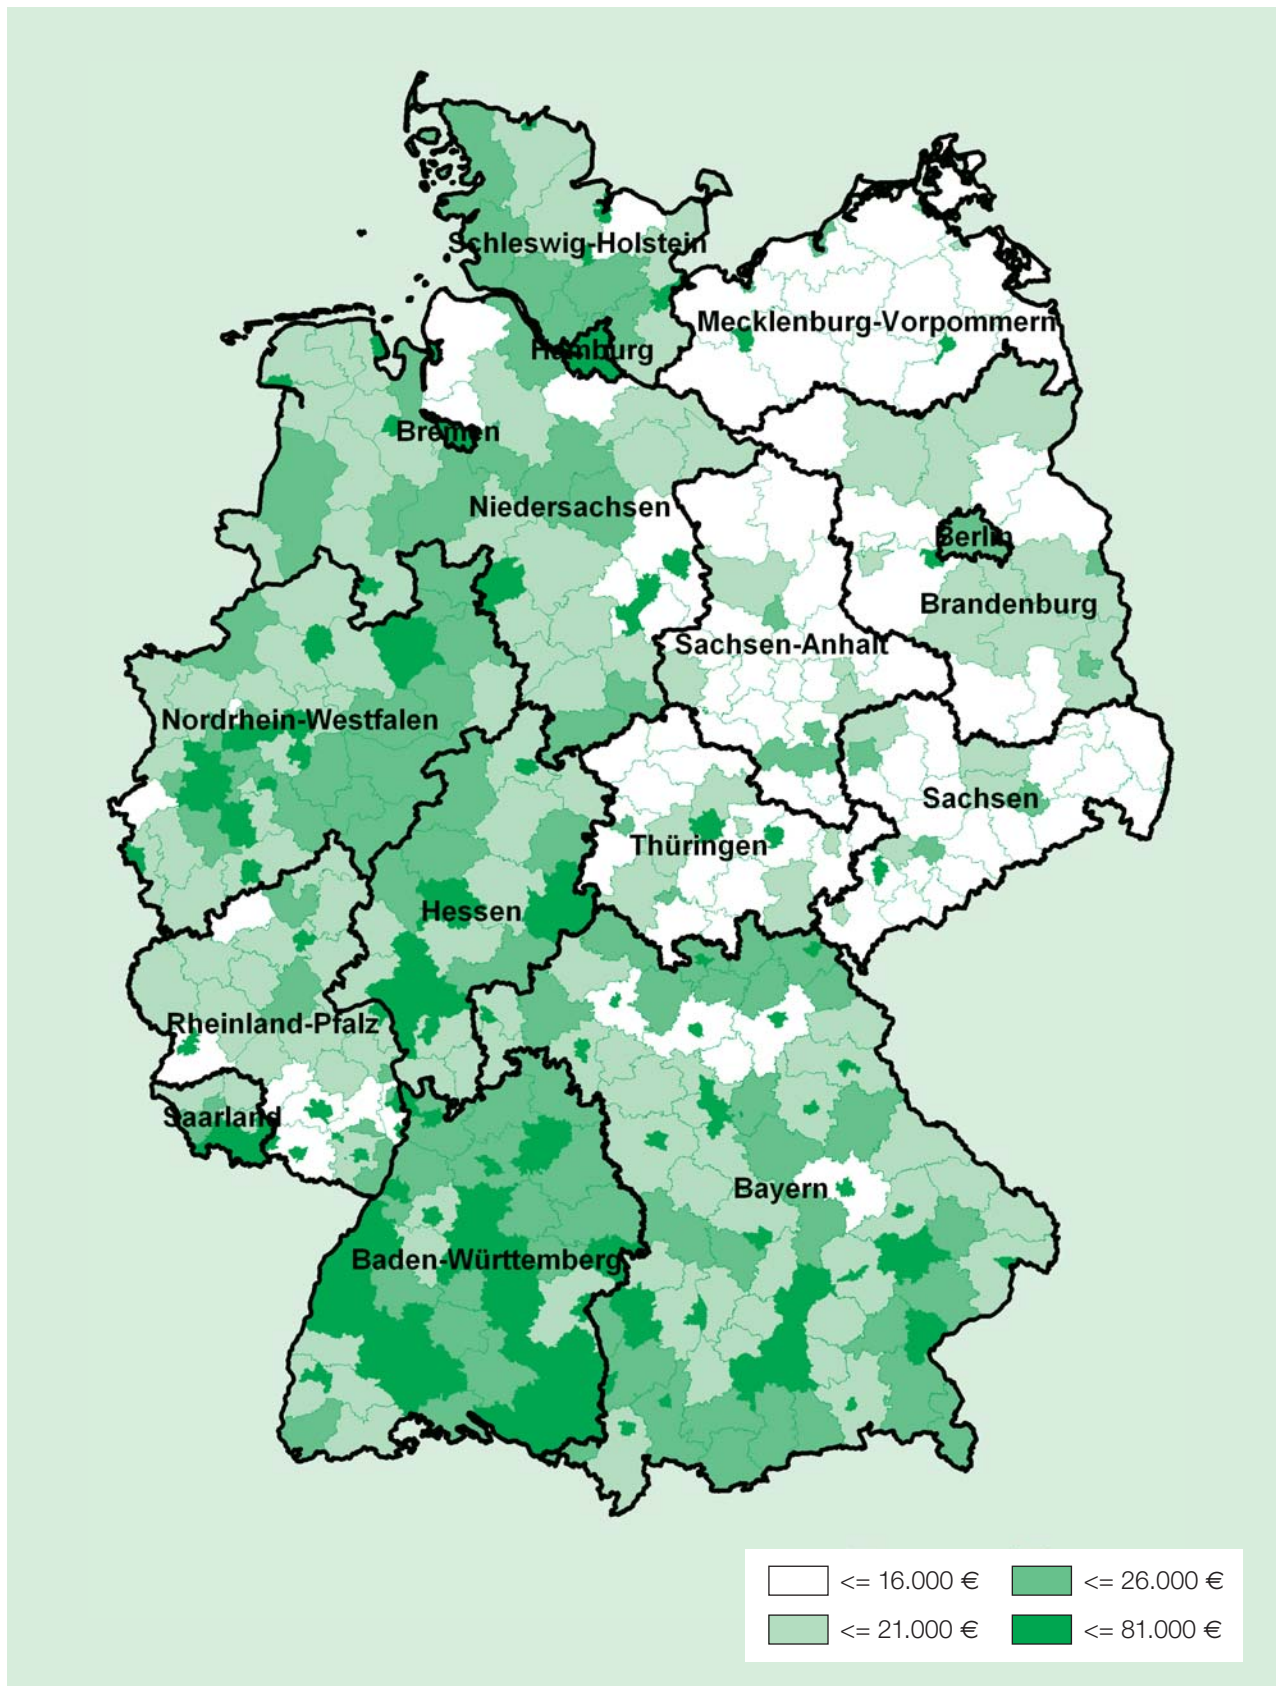 Schleswig-Holstein
Mecklenburg-Vorpommern
Hamburg
Bremen
Niedersachsen
Berlin
Brandenburg
Sachsen-Anhalt
Nordrhein-Westfalen
Sachsen
Thüringen
Hessen
Rheinland-Pfalz
Saarland
Bayern
Baden-Württemberg
<= 16.000 € <= 26.000 €
<= 21.000 € <= 81.000 €